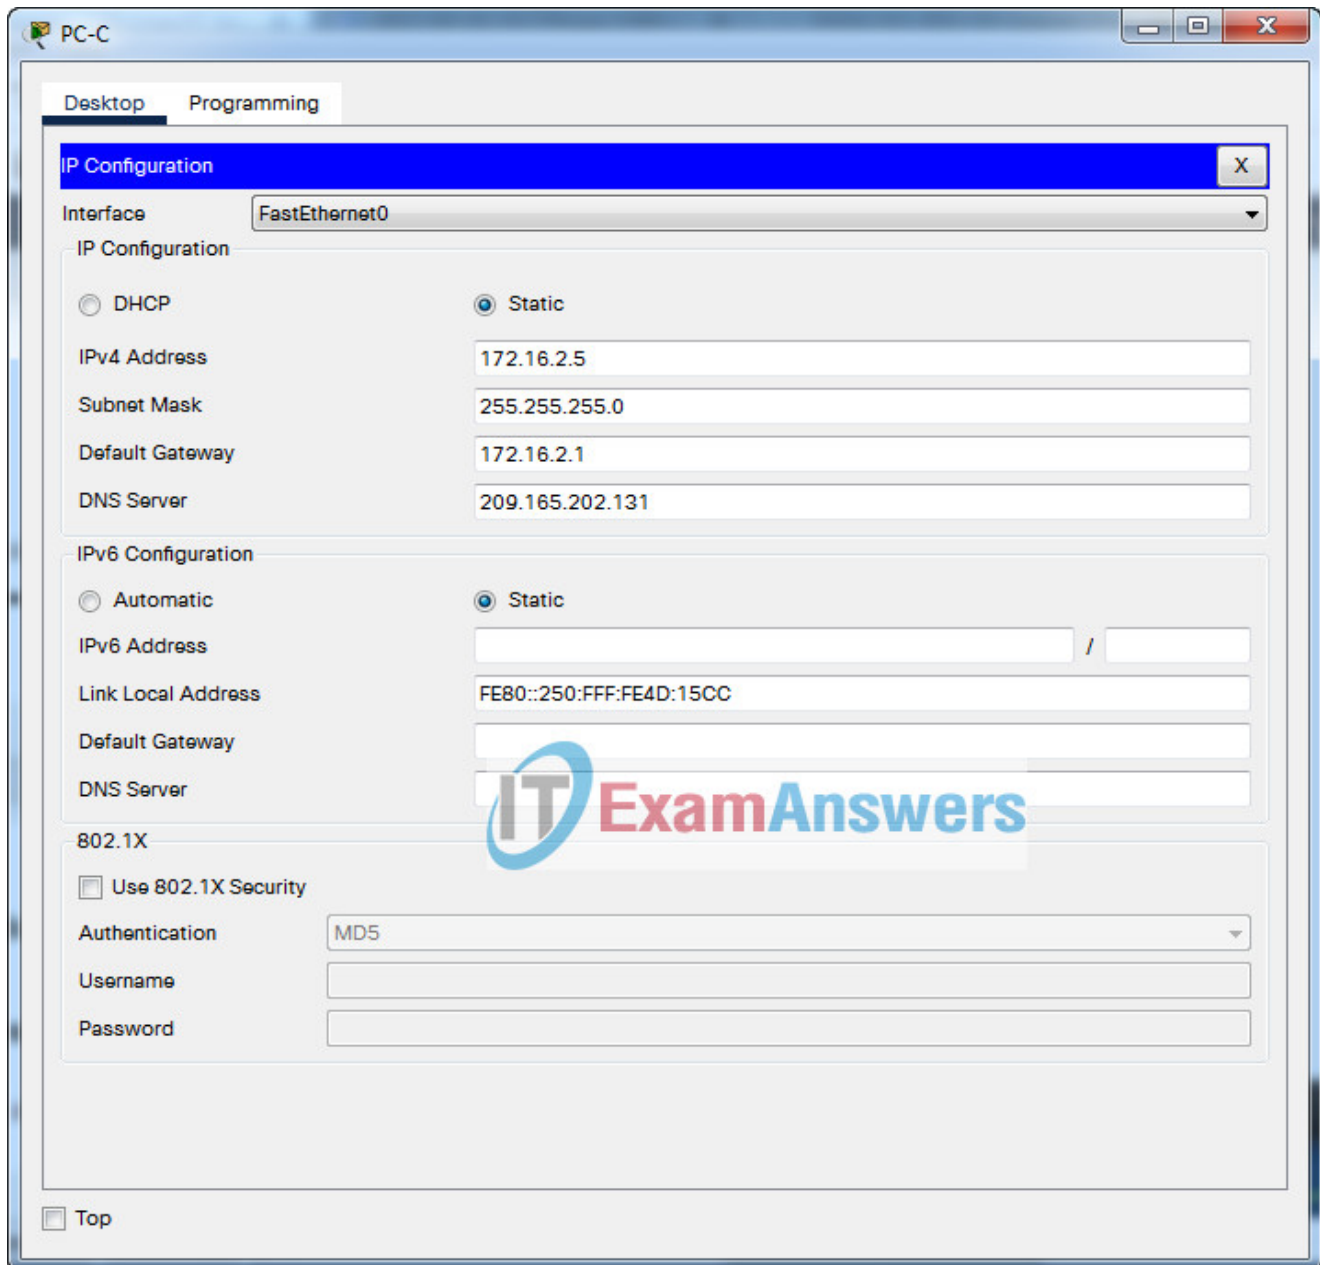 PC-C
X
Desktop Programming
IP Configuration X
Interface FastEthernet0
IP Configuration
DHCP Static
IPv4 Address 172.16.2.5
Subnet Mask 255.255.255.0
Default Gateway 172.16.2.1
DNS Server 209.165.202.131
IPv6 Configuration
Automatic Static
IPv6 Address /
Link Local Address FE80::250:FFF:FE4D:15CC
Default Gateway
DNS Server
ITExamAnswers
802.1X
Use 802.1X Security
Authentication MD5
Username
Password
Top